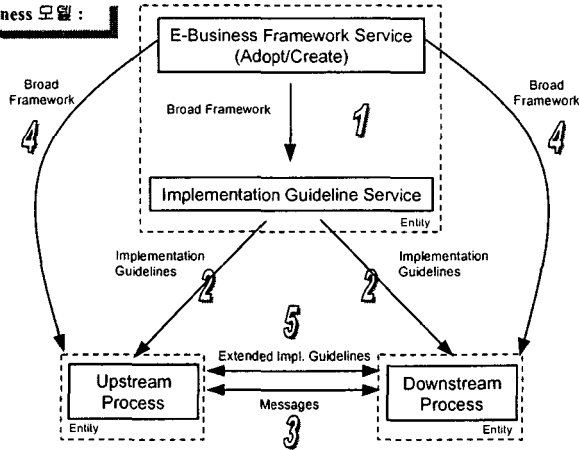 ness 모델 :
E-Business Framework Service
(Adopt/Create)
Broad
Framework
4
Broad Framework
1
Broad
Framework
4
Implementation Guideline Service
Entity
Implementation
Guidelines
2
Implementation
Guidelines
2
5
Extended Impl. Guidelines
Upstream
Process
Entity
Messages
3
Downstream
Process
Entity